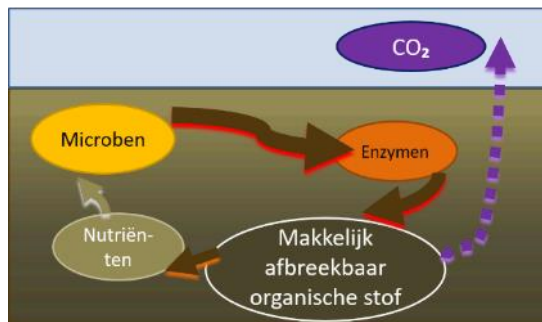 CO₂
Microben
Enzymen
Nutriën-
ten
Makkelijk
afbreekbaar
organische stof